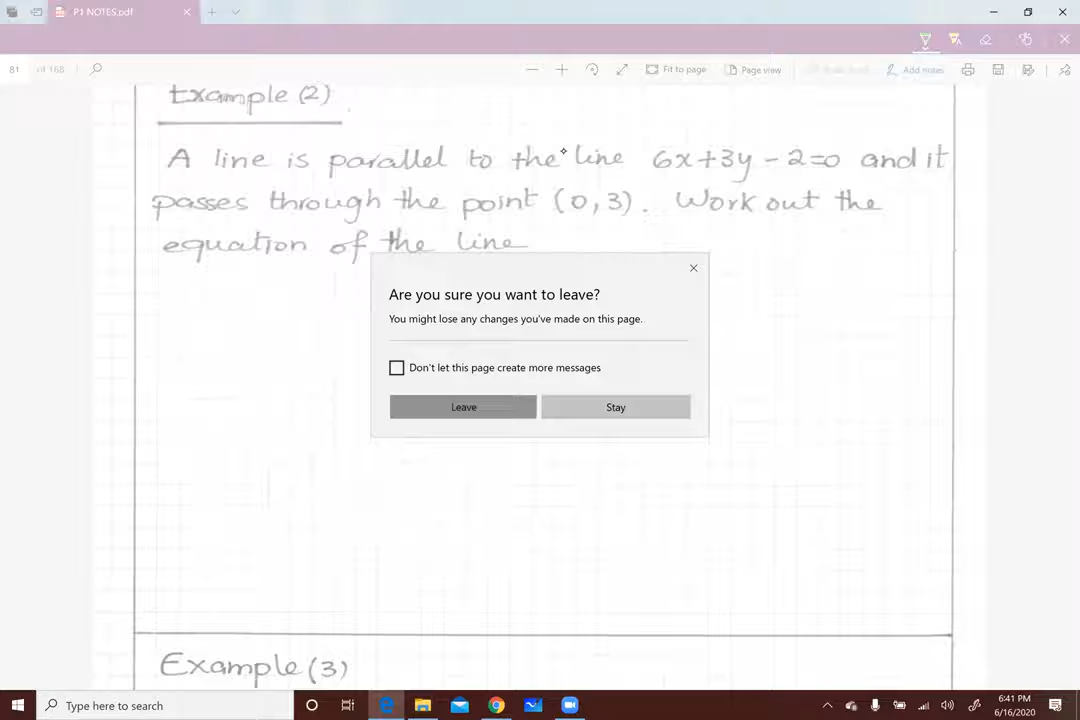 P1 NOTES.pdf
81 of 168
Fit to page
Page view
Add notes
Example (2)
A line is parallel to the line 6x+3y-2=0 and it
passes through the point (0,3). Work out the
equation of the line
Are you sure you want to leave?
You might lose any changes you've made on this page.
Don't let this page create more messages
Leave
Stay
Example (3)
Type here to search
6:41 PM
6/16/2020